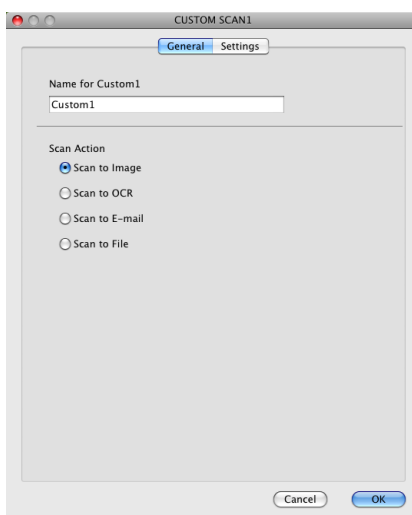 CUSTOM SCAN1
General Settings
Name for Custom1
Custom1
Scan Action
Scan to Image
Scan to OCR
Scan to E-mail
Scan to File
Cancel OK